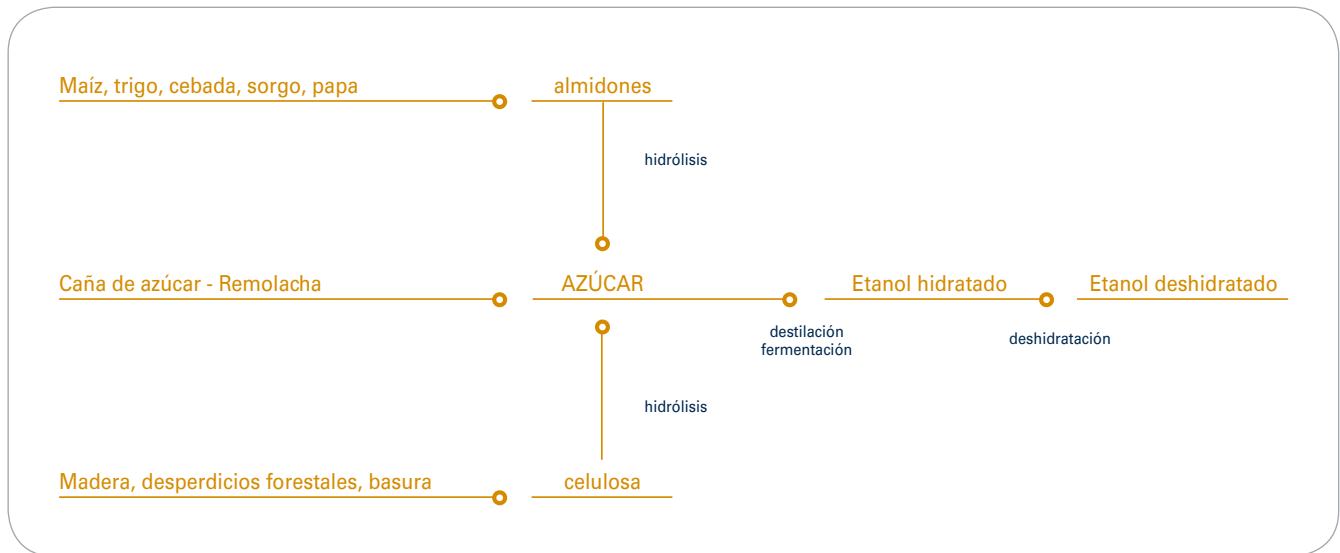 Maíz, trigo, cebada, sorgo, papa
almidones
hidrólisis
Caña de azúcar - Remolacha
AZÚCAR
Etanol hidratado
Etanol deshidratado
destilación
fermentación
deshidratación
hidrólisis
Madera, desperdicios forestales, basura
celulosa